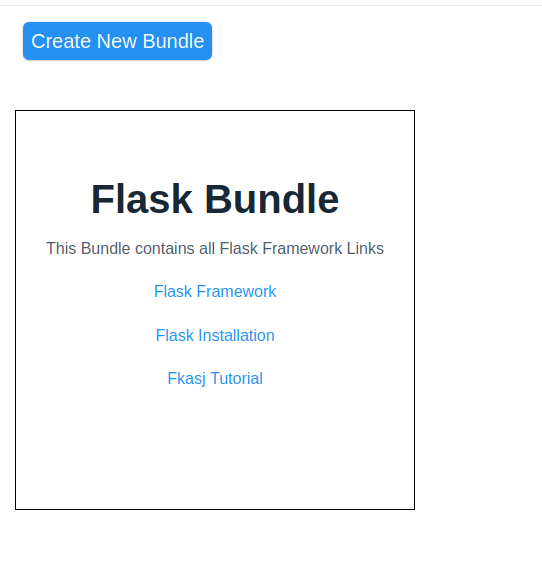 Create New Bundle
Flask Bundle
This Bundle contains all Flask Framework Links
Flask Framework
Flask Installation
Fkasj Tutorial